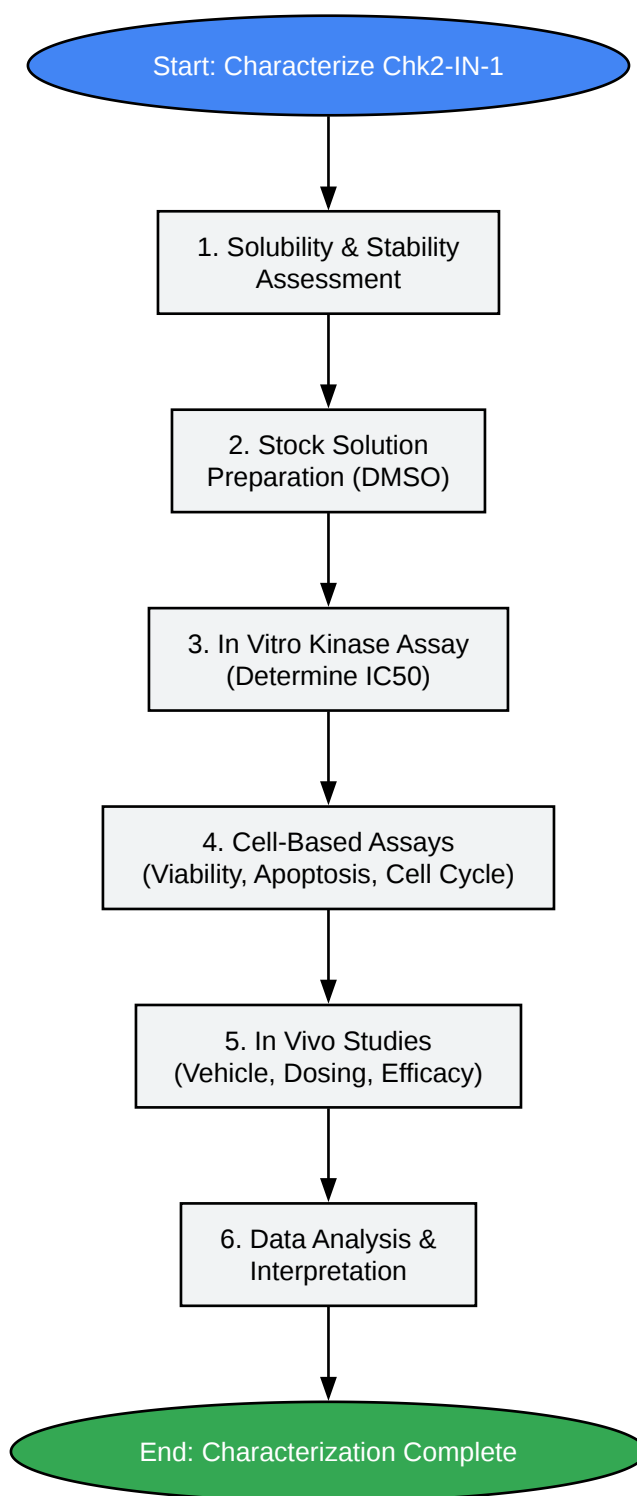 Start: Characterize Chk2-IN-1
1. Solubility & Stability
Assessment
2. Stock Solution
Preparation (DMSO)
3. In Vitro Kinase Assay
(Determine IC50)
4. Cell-Based Assays
(Viability, Apoptosis, Cell Cycle)
5. In Vivo Studies
(Vehicle, Dosing, Efficacy)
6. Data Analysis &
Interpretation
End: Characterization Complete